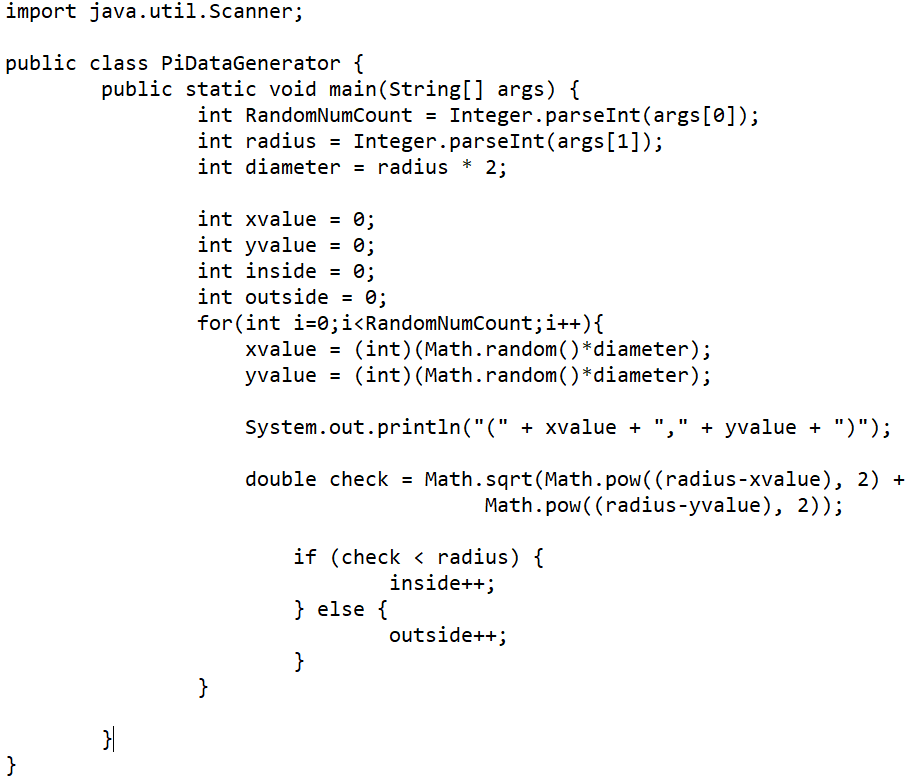 import java.util.Scanner;

public class PiDataGenerator {
        public static void main(String[] args) {
                int RandomNumCount = Integer.parseInt(args[0]);
                int radius = Integer.parseInt(args[1]);
                int diameter = radius * 2;

                int xvalue = 0;
                int yvalue = 0;
                int inside = 0;
                int outside = 0;
                for(int i=0;i<RandomNumCount;i++){
                    xvalue = (int)(Math.random()*diameter);
                    yvalue = (int)(Math.random()*diameter);

                    System.out.println("(" + xvalue + "," + yvalue + ")");

                    double check = Math.sqrt(Math.pow((radius-xvalue), 2) +
                                        Math.pow((radius-yvalue), 2));

                        if (check < radius) {
                                inside++;
                        } else {
                                outside++;
                        }
                }

        }
}